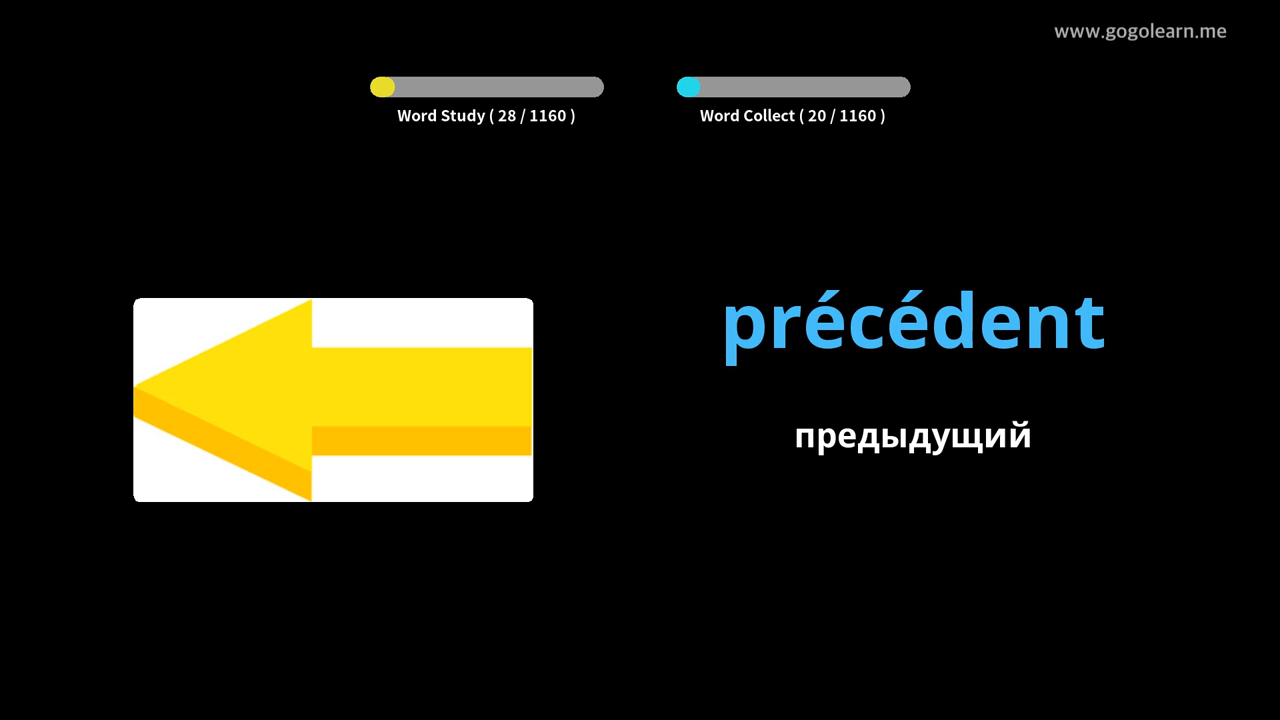 www.gogolearn.me
Word Study ( 28 / 1160 )
Word Collect ( 20 / 1160 )
précédent
предыдущий